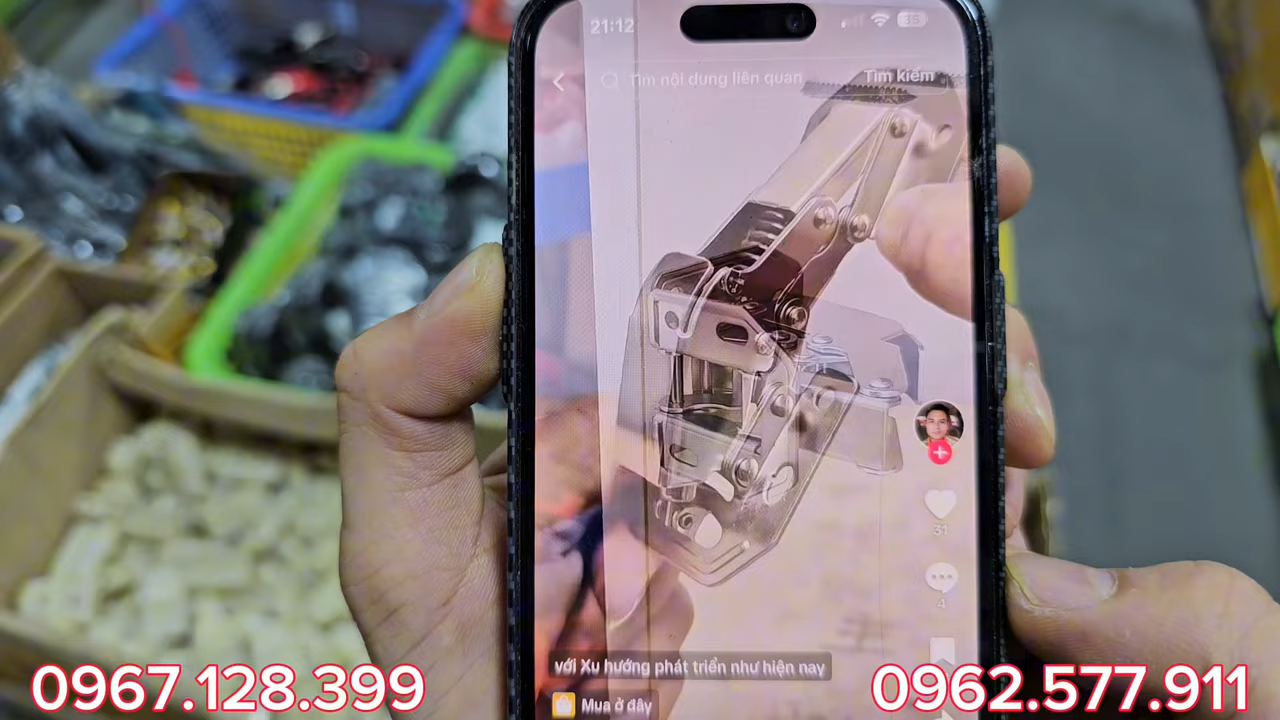 21:12
35
Tìm nội dung liên quan
Tìm kiếm
31
4
với Xu hướng phát triển như hiện nay
Mua ở đây
0967.128.399
0962.577.911